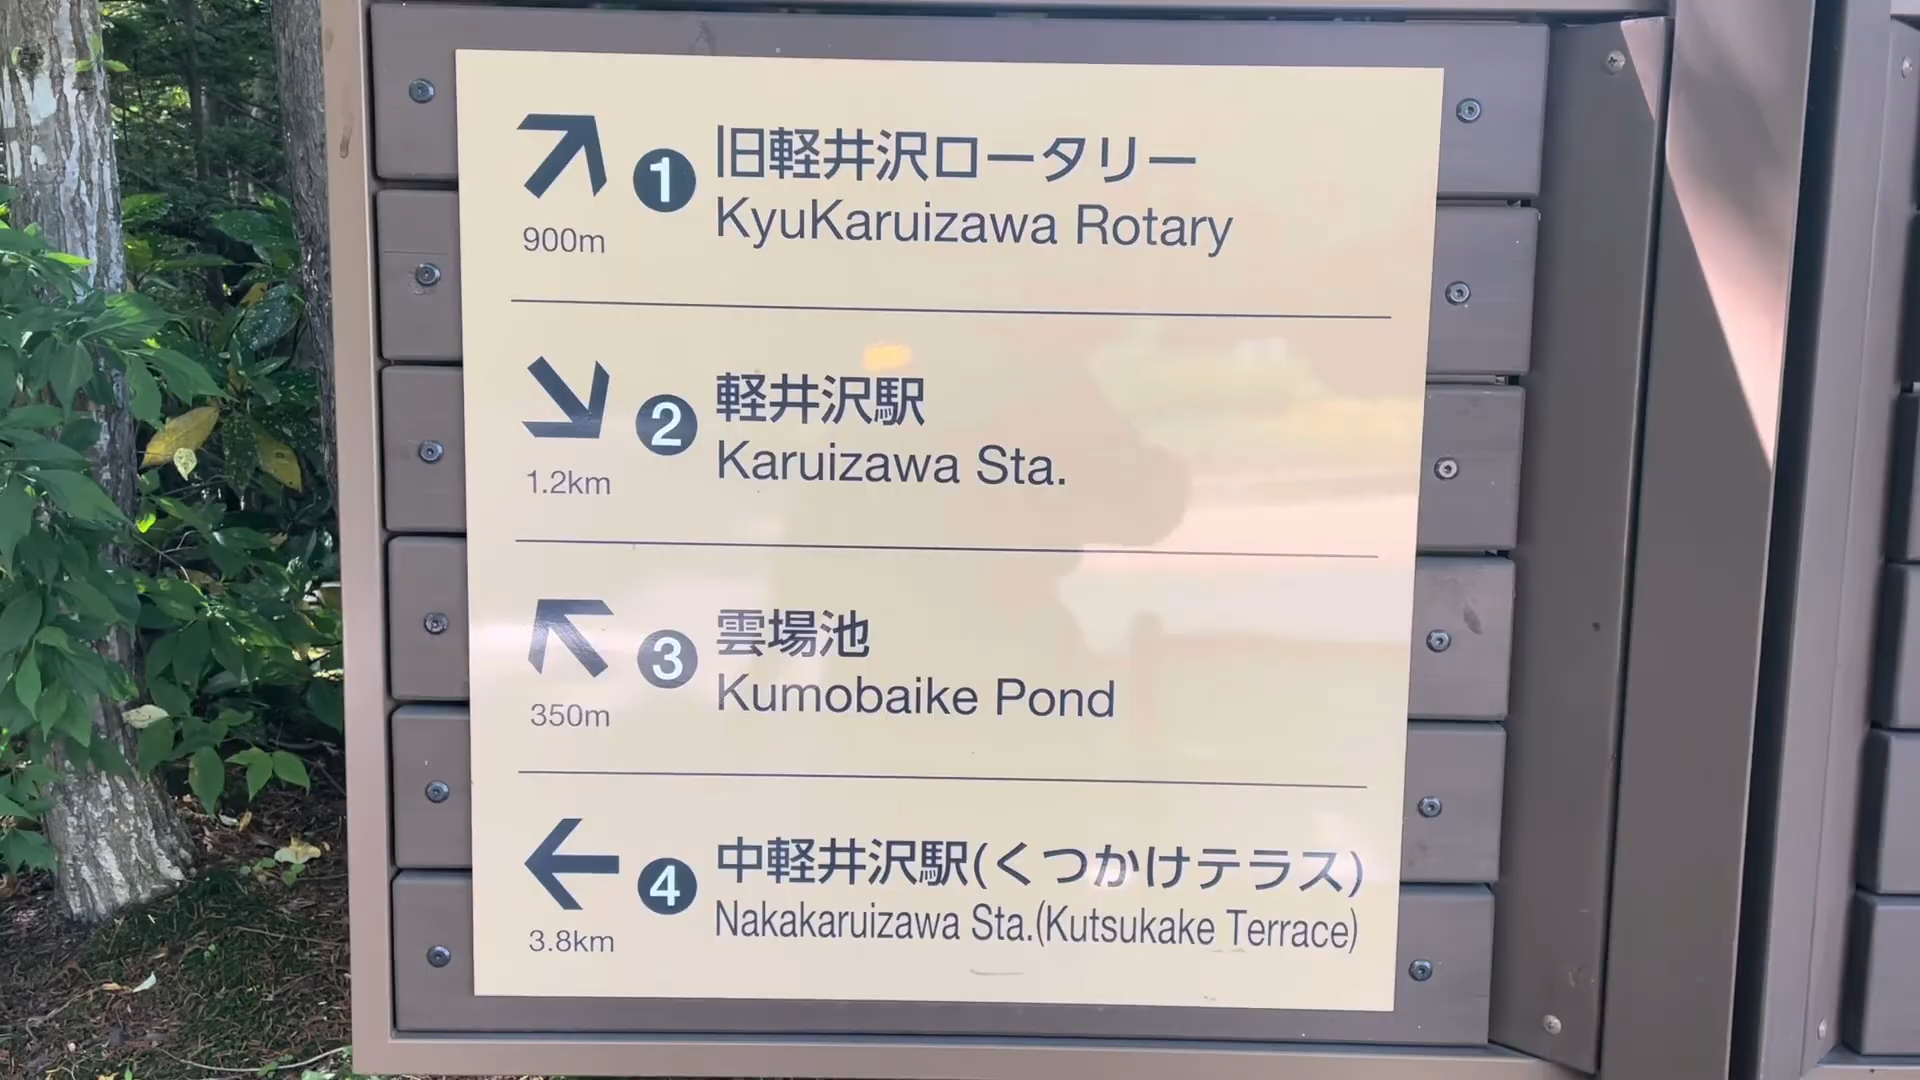 1 旧軽井沢ロータリー
KyuKaruizawa Rotary
900m
2 軽井沢駅
Karuizawa Sta.
1.2km
3 雲場池
Kumobaike Pond
350m
4 中軽井沢駅(くつかけテラス)
Nakakaruizawa Sta.(Kutsukake Terrace)
3.8km